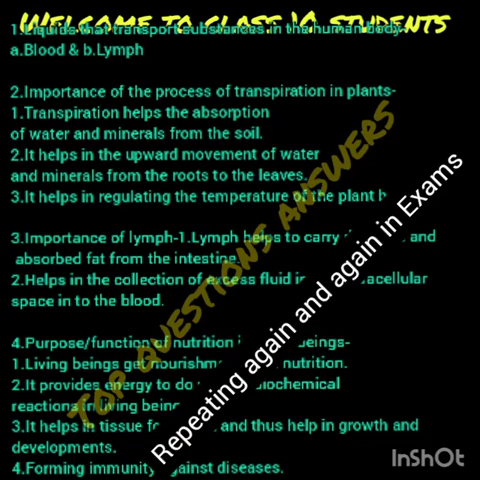 Welcome to class 10 students
1.Liquids that transport substances in the human body-
a.Blood & b.Lymph
2.Importance of the process of transpiration in plants-
1.Transpiration helps the absorption
of water and minerals from the soil.
2.It helps in the upward movement of water
and minerals from the roots to the leaves.
3.It helps in regulating the temperature of the plant
3.Importance of lymph-1.Lymph helps to carry and
absorbed fat from the intestine
2.Helps in the collection of excess fluid
space in to the blood.
4.Purpose/function of nutrition
1.Living beings get nutrition.
2.It provides energy to do
reactions in living
3.It helps in tissue and thus help in growth and
developments.
4.Forming immunity against diseases.
TOP QUESTIONS ANSWERS
Repeating again and again in Exams
InShOt